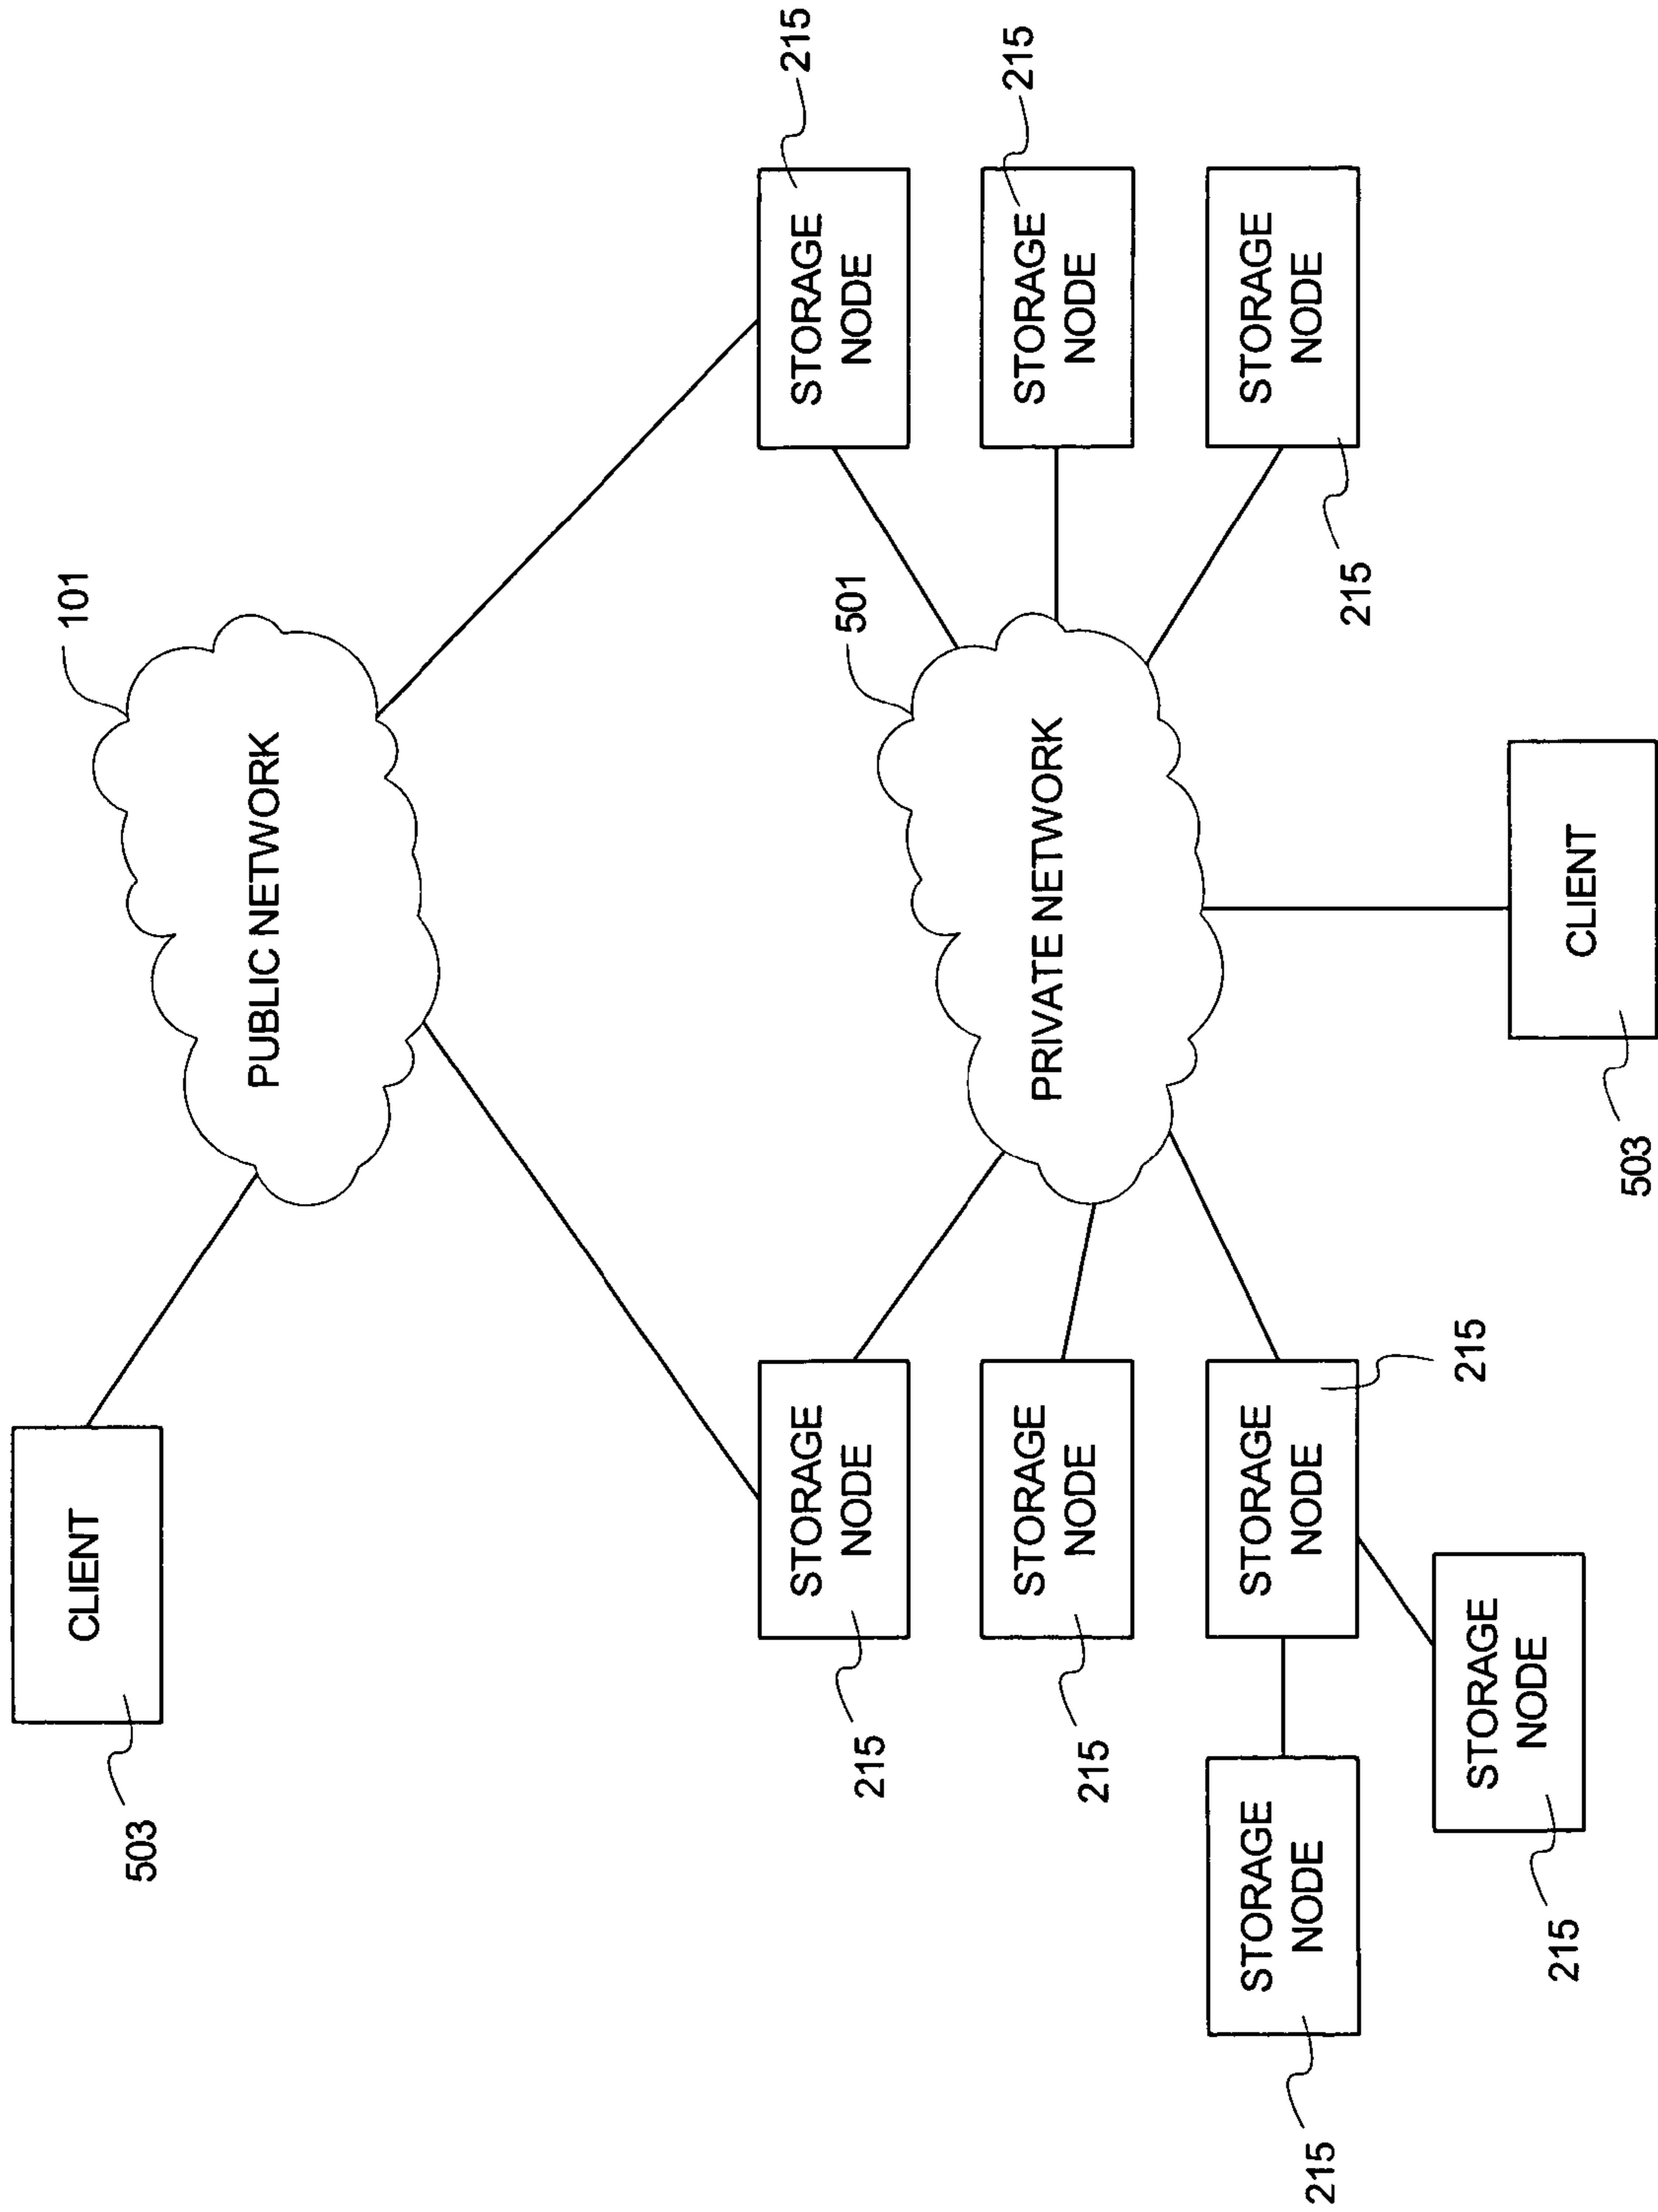 CLIENT
101
503
PUBLIC NETWORK
215
STORAGE
NODE
STORAGE
NODE
501
215
215
STORAGE
NODE
PRIVATE NETWORK
STORAGE
NODE
215
STORAGE
NODE
STORAGE
NODE
STORAGE
NODE
215
215
215
STORAGE
NODE
215
CLIENT
503